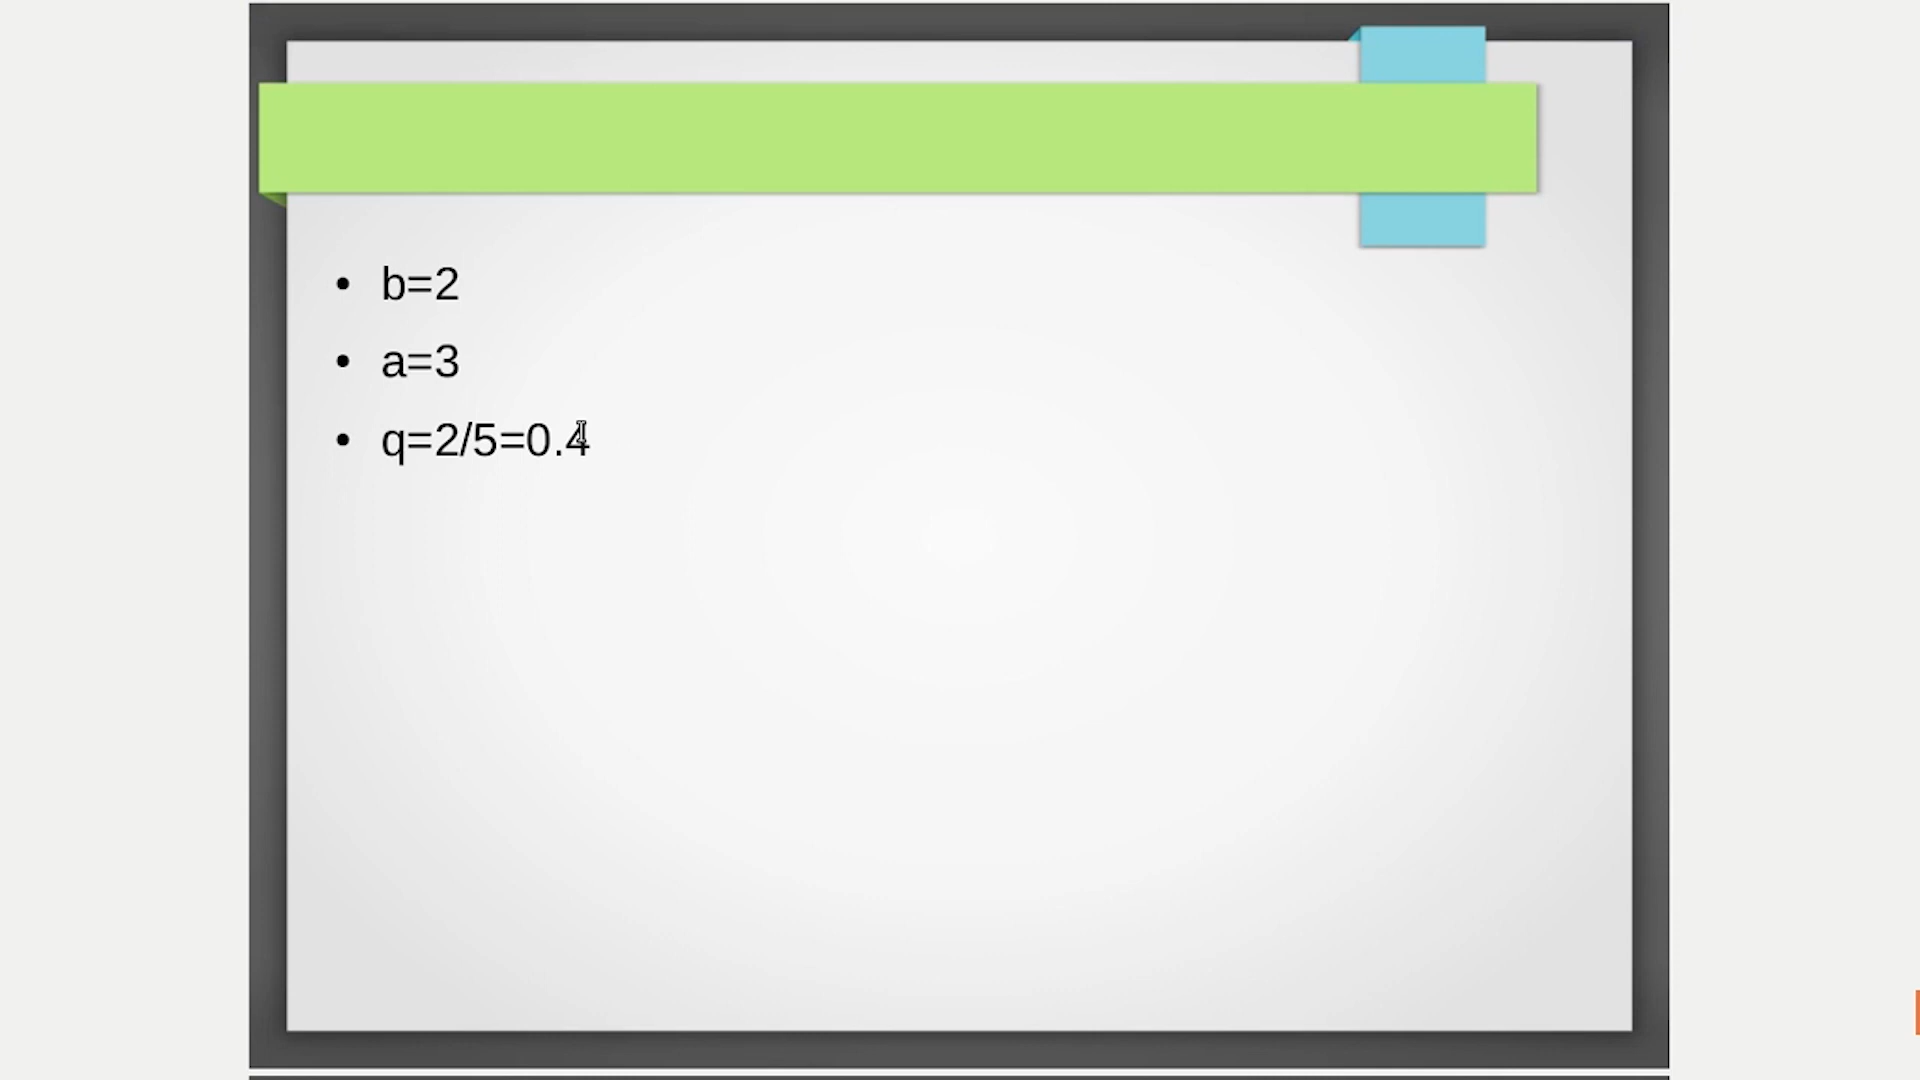 • b=2
• a=3
• q=2/5=0.4